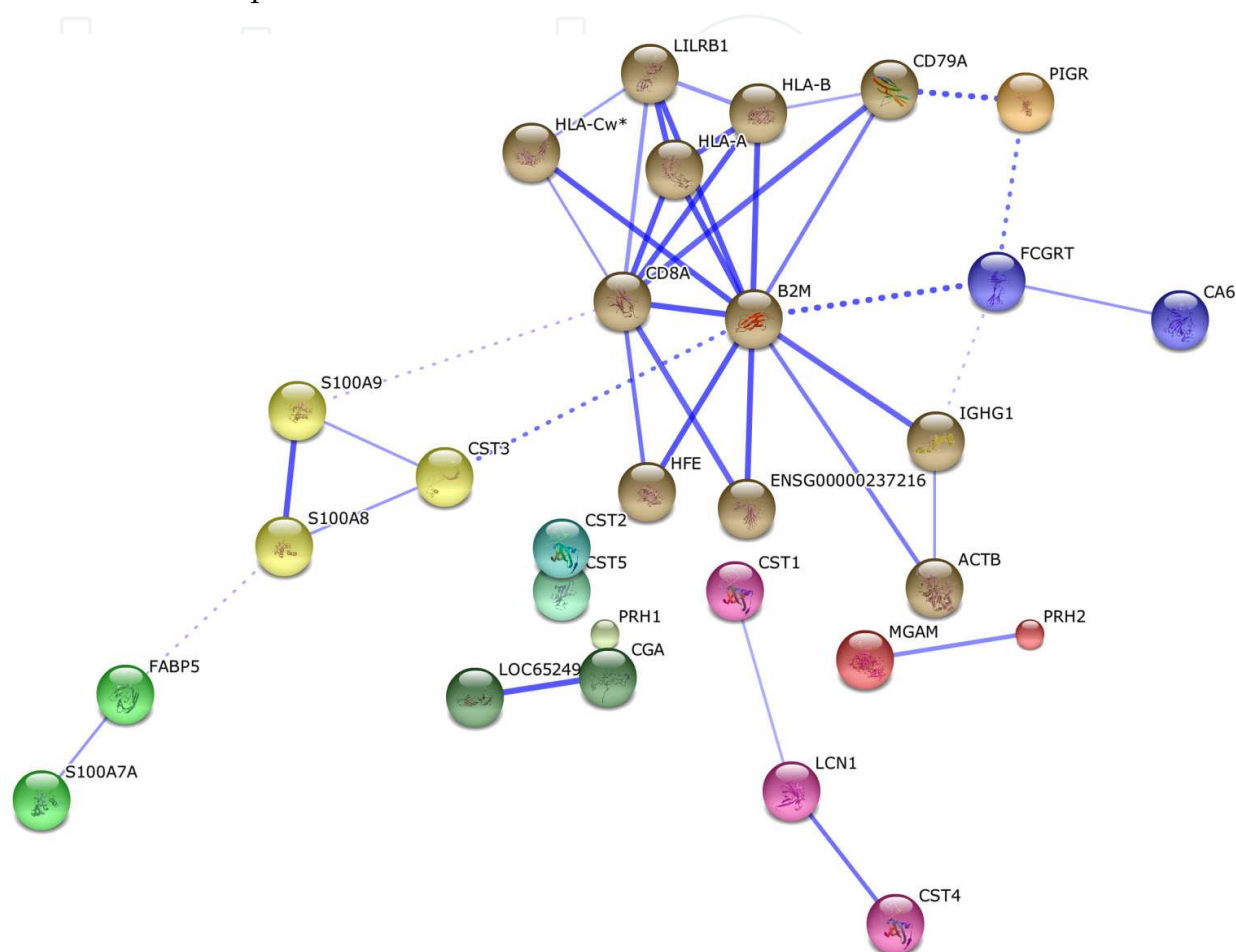 LILRB1
CD79A
PIGR
HLA-B
HLA-Cw*
HLA-A
FCGRT
CD8A
B2M
CA6
S100A9
IGHG1
CST3
HFE
ENSG00000237216
S100A8
CST2
CST5
CST1
ACTB
PRH1
PRH2
MGAM
CGA
FABP5
LOC65249
LCN1
S100A7A
CST4